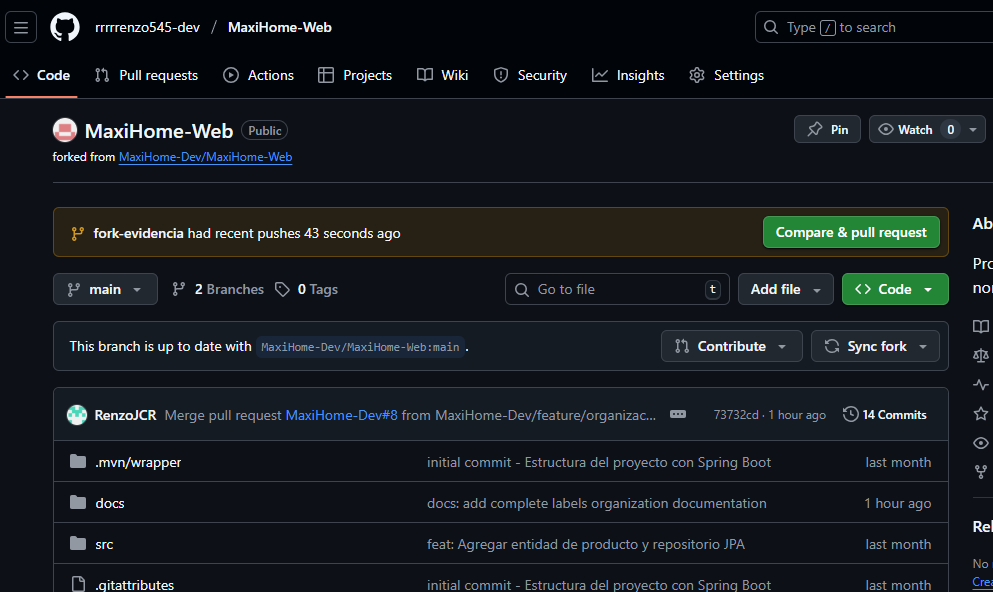 rrrrrenzo545-dev / MaxiHome-Web
Type / to search
Code Pull requests Actions Projects Wiki Security Insights Settings
MaxiHome-Web Public
Pin Watch 0
forked from MaxiHome-Dev/MaxiHome-Web
fork-evidencia had recent pushes 43 seconds ago
Compare & pull request
main 2 Branches 0 Tags
Go to file t
Add file
Code
This branch is up to date with MaxiHome-Dev/MaxiHome-Web:main .
Contribute Sync fork
RenzoJCR Merge pull request MaxiHome-Dev#8 from MaxiHome-Dev/feature/organizac... 73732cd · 1 hour ago 14 Commits
.mvn/wrapper initial commit - Estructura del proyecto con Spring Boot last month
docs docs: add complete labels organization documentation 1 hour ago
src feat: Agregar entidad de producto y repositorio JPA last month
.gitattributes initial commit - Estructura del proyecto con Spring Boot last month
Ab
Pro
Rel
No
Crea